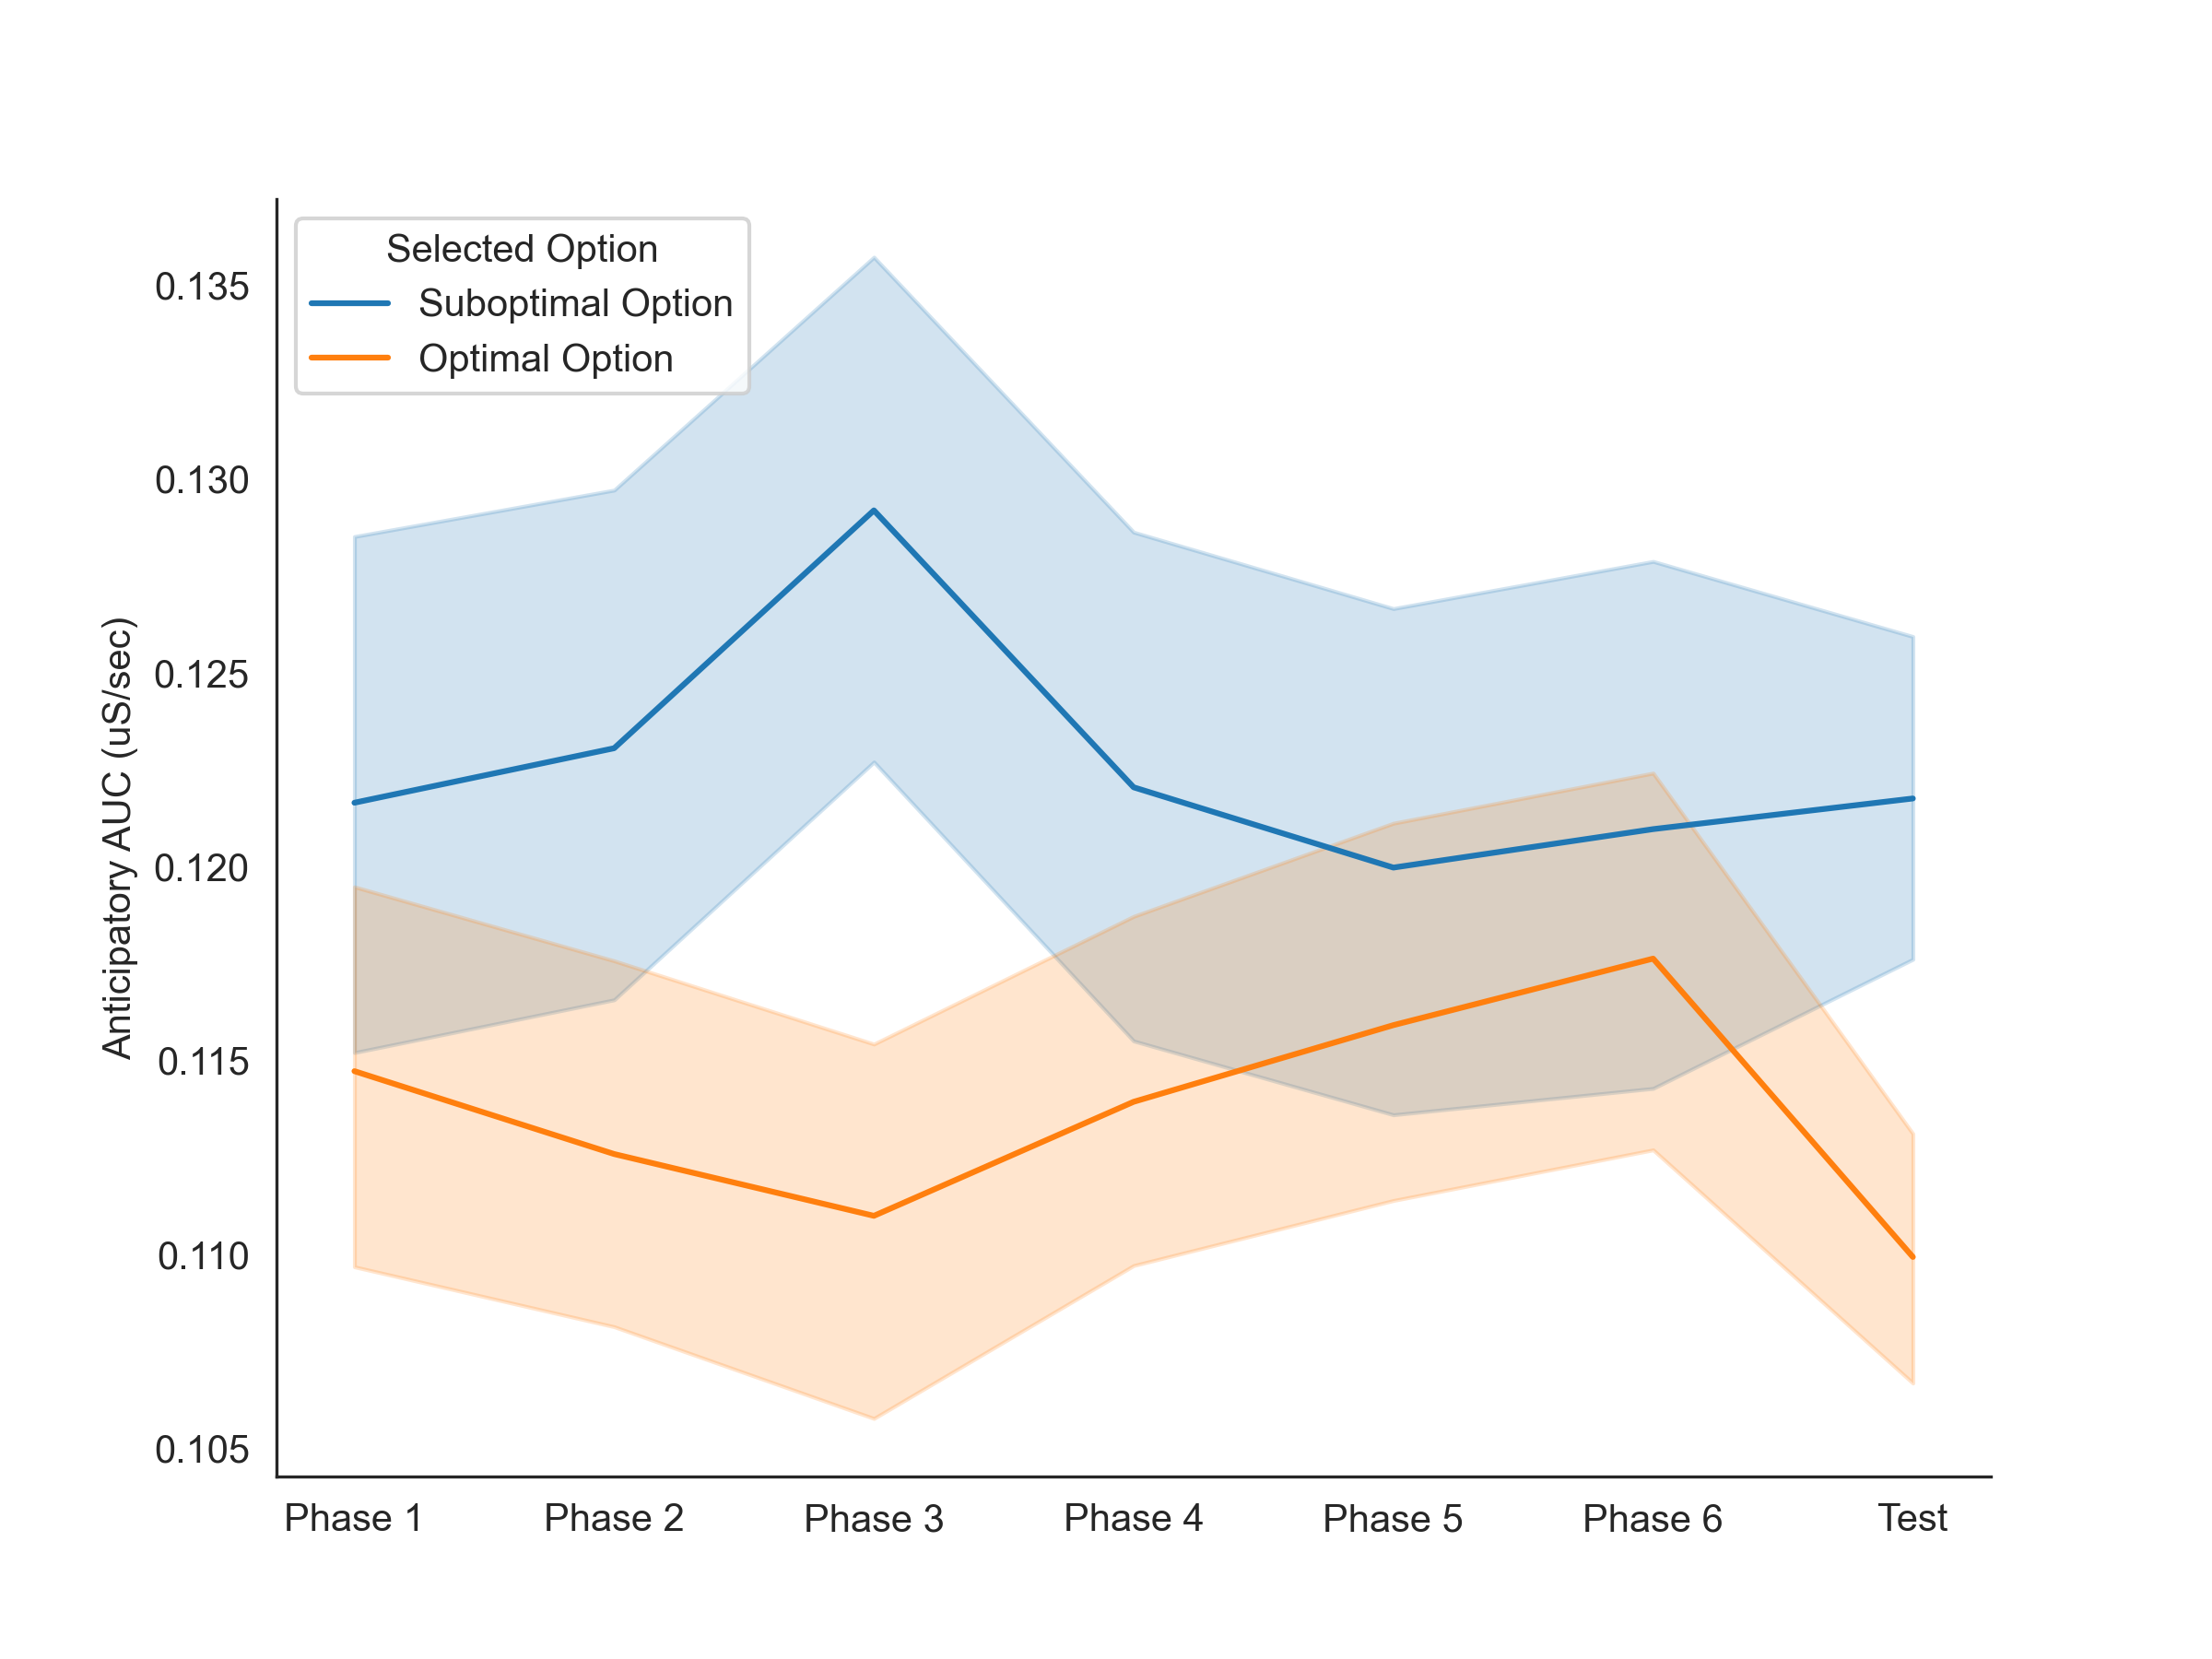 Selected Option
Suboptimal Option
Optimal Option
Anticipatory AUC (uS/sec)
0.135
0.130
0.125
0.120
0.115
0.110
0.105
Phase 1 Phase 2 Phase 3 Phase 4 Phase 5 Phase 6 Test